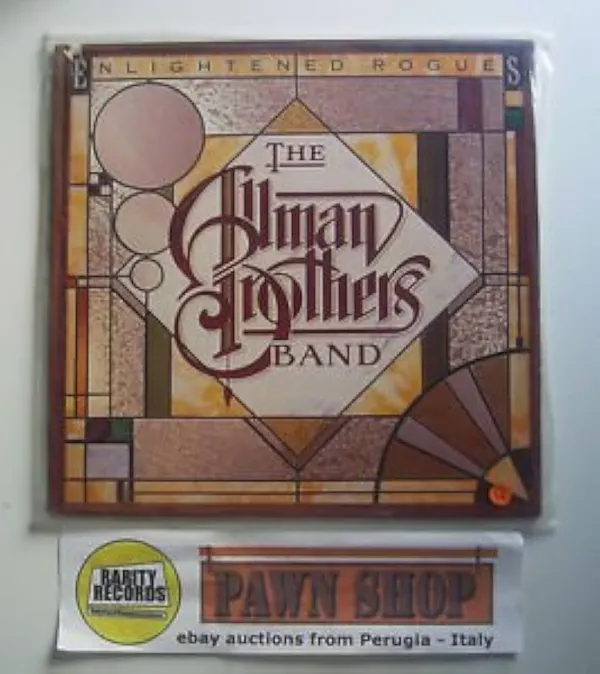 ENLIGHTENED ROGUES
THE
Allman
Brothers
BAND
RARITY
RECORDS
PAWN SHOP
ebay auctions from Perugia - Italy